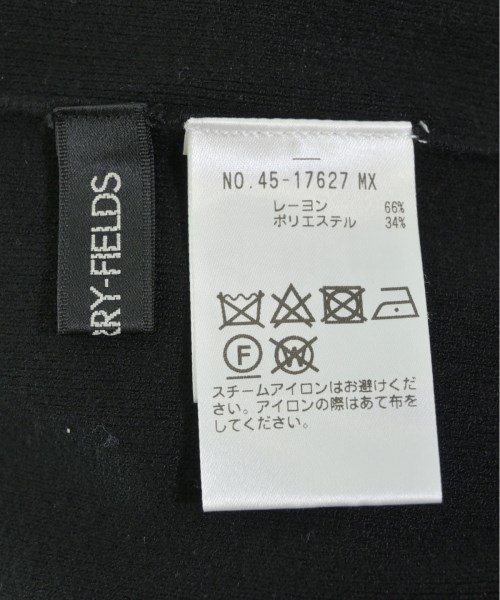 RRY-FIELDS
NO.45-17627 MX
レーヨン 66%
ポリエステル 34%
F W
スチームアイロンはお避けくだ
さい。アイロンの際はあて布を
してください。